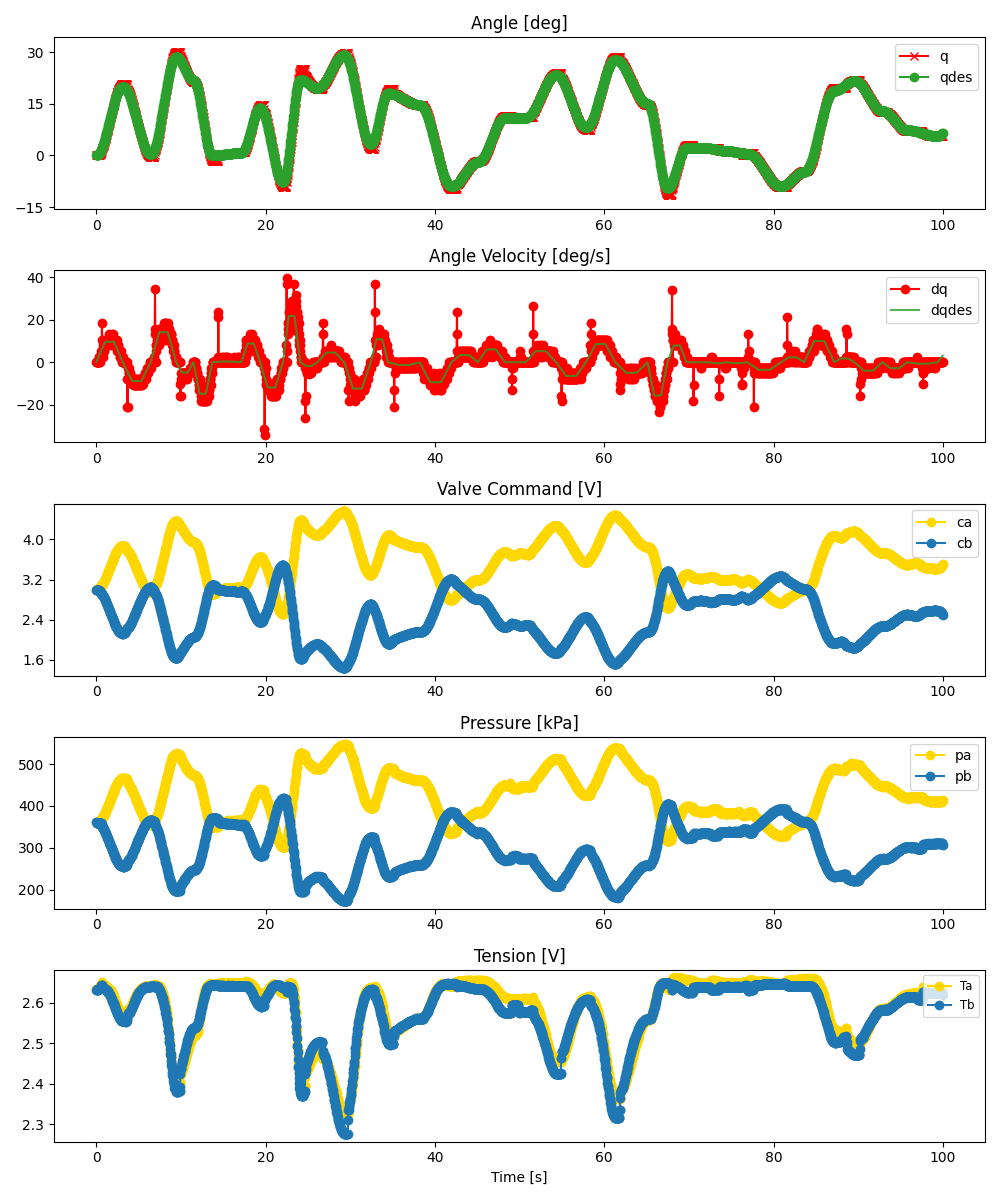 Angle [deg]
30
15
0
−15
q
qdes
0 20 40 60 80 100
Angle Velocity [deg/s]
40
20
0
−20
dq
dqdes
0 20 40 60 80 100
Valve Command [V]
4.0
3.2
2.4
1.6
ca
cb
0 20 40 60 80 100
Pressure [kPa]
500
400
300
200
pa
pb
0 20 40 60 80 100
Tension [V]
2.6
2.5
2.4
2.3
Ta
Tb
0 20 40 60 80 100
Time [s]